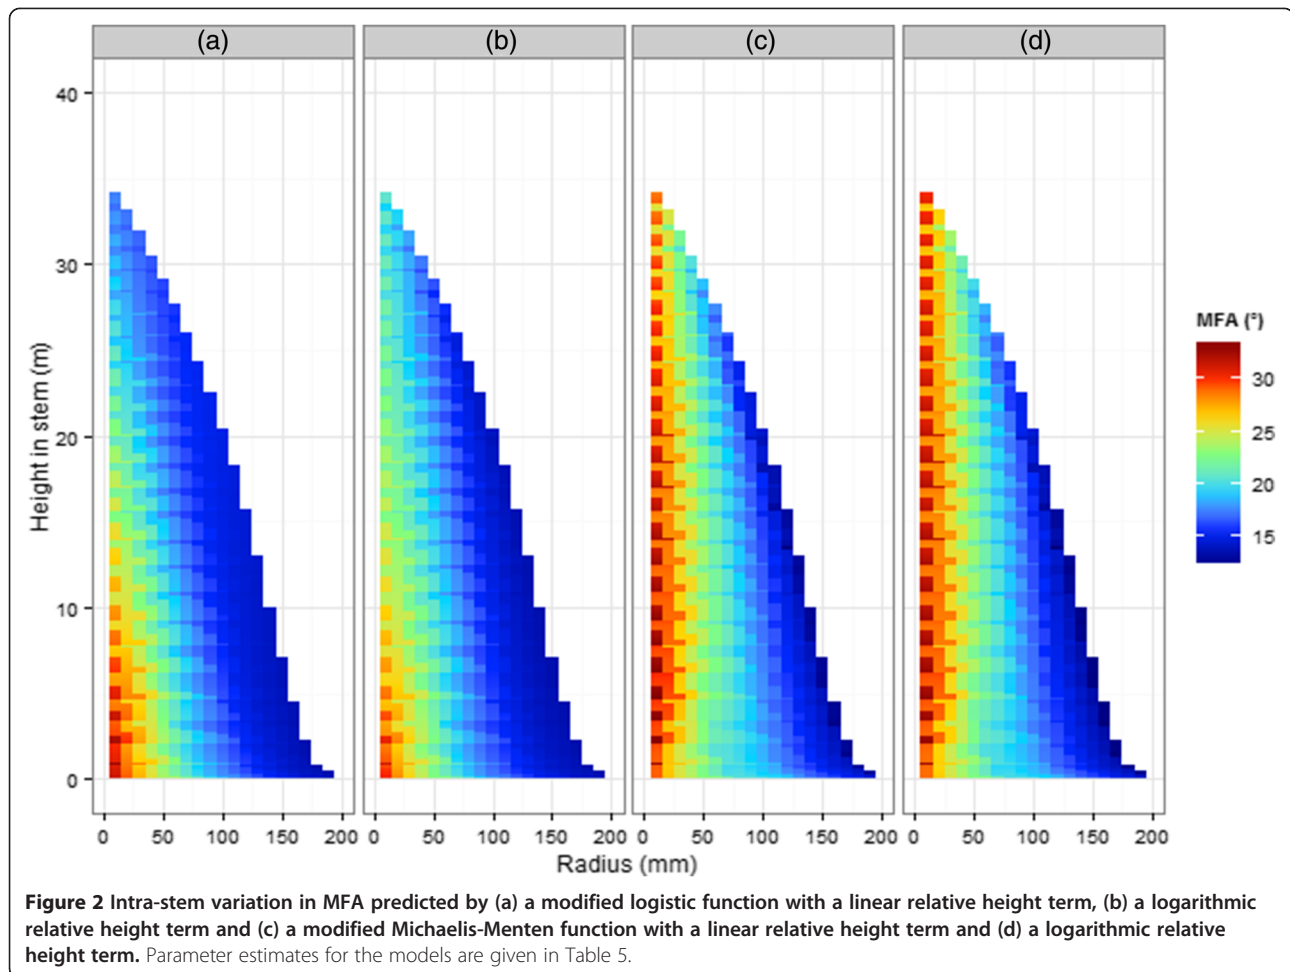 (a) (b) (c) (d)
40
30
20
10
0
Height in stem (m)
0 50 100 150 200 0 50 100 150 200 0 50 100 150 200 0 50 100 150 200
Radius (mm)
MFA (°)
30
25
20
15
Figure 2 Intra-stem variation in MFA predicted by (a) a modified logistic function with a linear relative height term, (b) a logarithmic
relative height term and (c) a modified Michaelis-Menten function with a linear relative height term and (d) a logarithmic relative
height term. Parameter estimates for the models are given in Table 5.